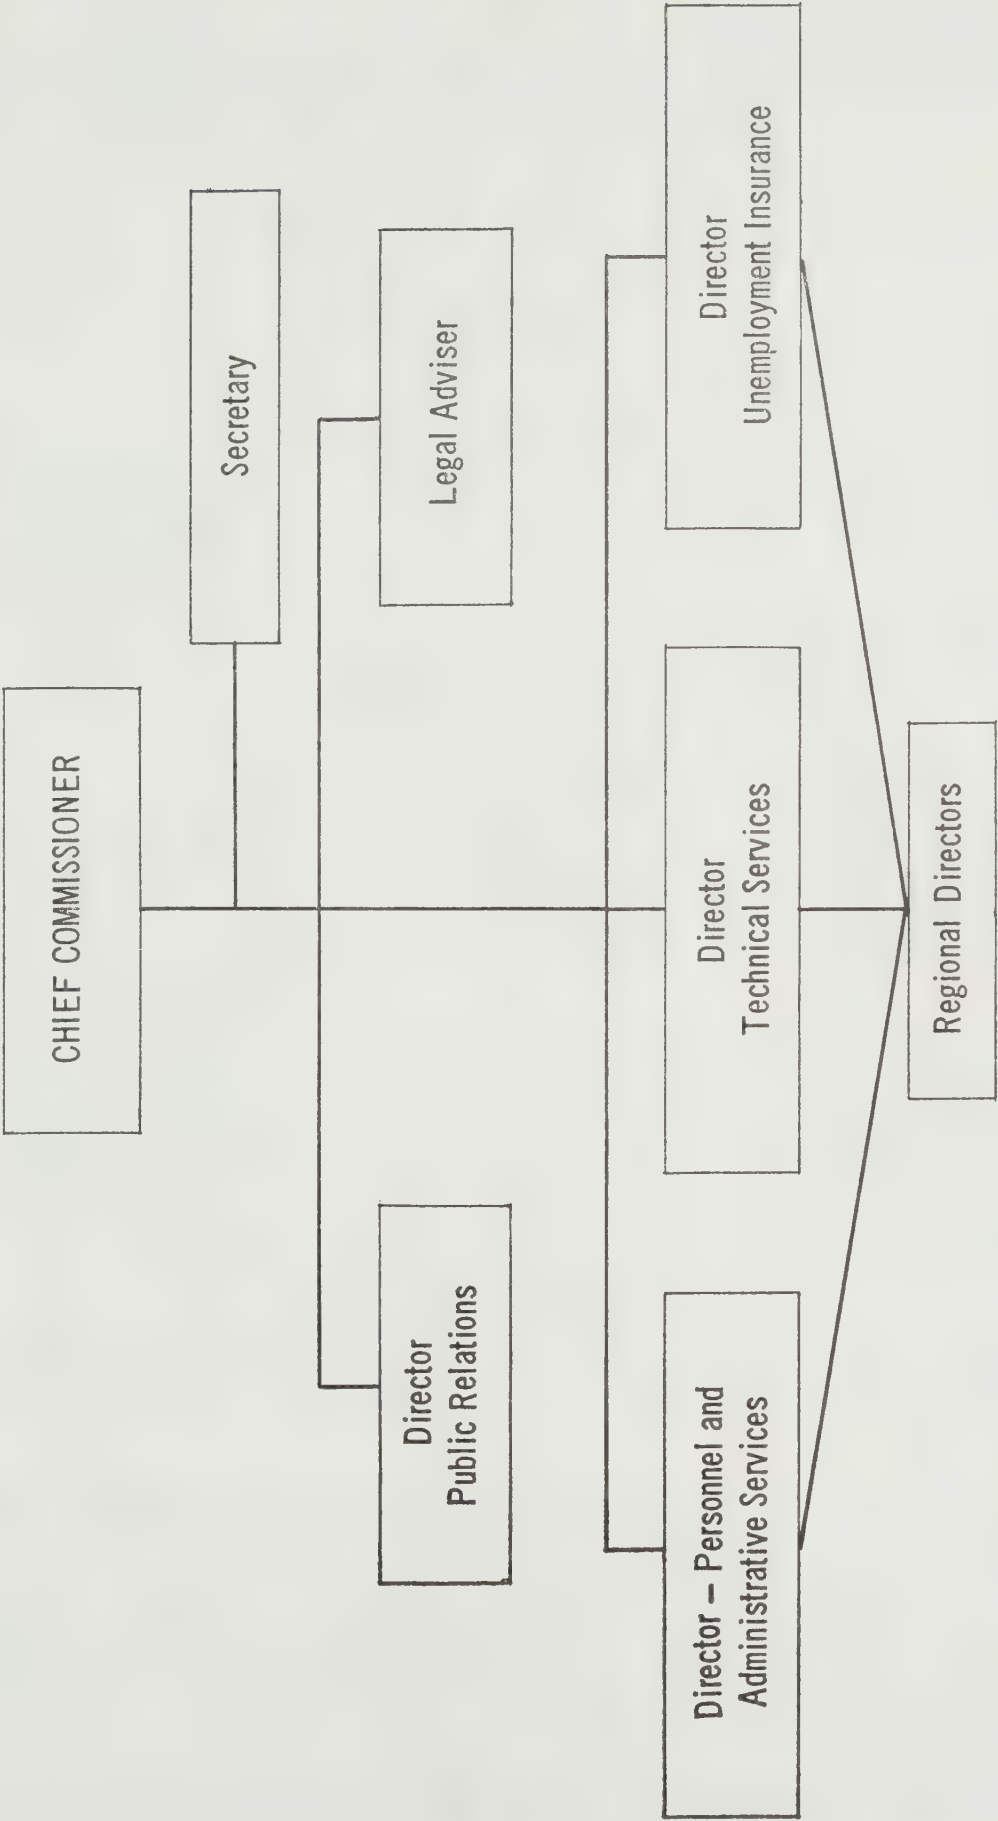 CHIEF COMMISSIONER
Secretary
Director
Public Relations
Legal Adviser
Director – Personnel and
Administrative Services
Director
Technical Services
Director
Unemployment Insurance
Regional Directors